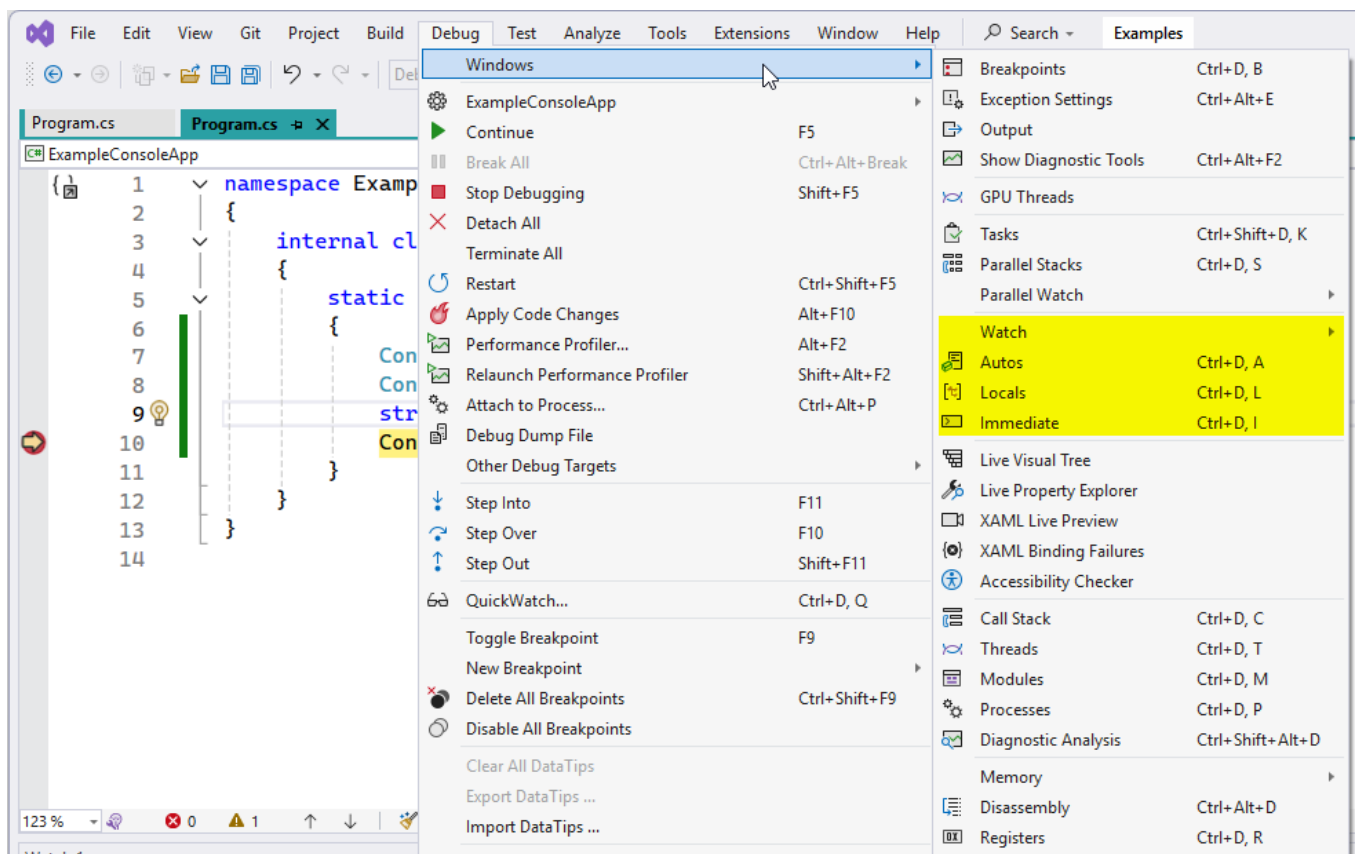 File Edit View Git Project Build Debug Test Analyze Tools Extensions Window Help Search Examples
Program.cs Program.cs
C# ExampleConsoleApp
1 namespace Examp
2 {
3 internal cl
4 {
5 static
6 {
7 Con
8 Con
9 str
10 Con
11 }
12 }
13 }
14
123 % 0 1
Windows
ExampleConsoleApp
Continue F5
Break All Ctrl+Alt+Break
Stop Debugging Shift+F5
Detach All
Terminate All
Restart Ctrl+Shift+F5
Apply Code Changes Alt+F10
Performance Profiler... Alt+F2
Relaunch Performance Profiler Shift+Alt+F2
Attach to Process... Ctrl+Alt+P
Debug Dump File
Other Debug Targets
Step Into F11
Step Over F10
Step Out Shift+F11
QuickWatch... Ctrl+D, Q
Toggle Breakpoint F9
New Breakpoint
Delete All Breakpoints Ctrl+Shift+F9
Disable All Breakpoints
Clear All DataTips
Export DataTips ...
Import DataTips ...
Breakpoints Ctrl+D, B
Exception Settings Ctrl+Alt+E
Output
Show Diagnostic Tools Ctrl+Alt+F2
GPU Threads
Tasks Ctrl+Shift+D, K
Parallel Stacks Ctrl+D, S
Parallel Watch
Watch
Autos Ctrl+D, A
Locals Ctrl+D, L
Immediate Ctrl+D, I
Live Visual Tree
Live Property Explorer
XAML Live Preview
XAML Binding Failures
Accessibility Checker
Call Stack Ctrl+D, C
Threads Ctrl+D, T
Modules Ctrl+D, M
Processes Ctrl+D, P
Diagnostic Analysis Ctrl+Shift+Alt+D
Memory
Disassembly Ctrl+Alt+D
Registers Ctrl+D, R